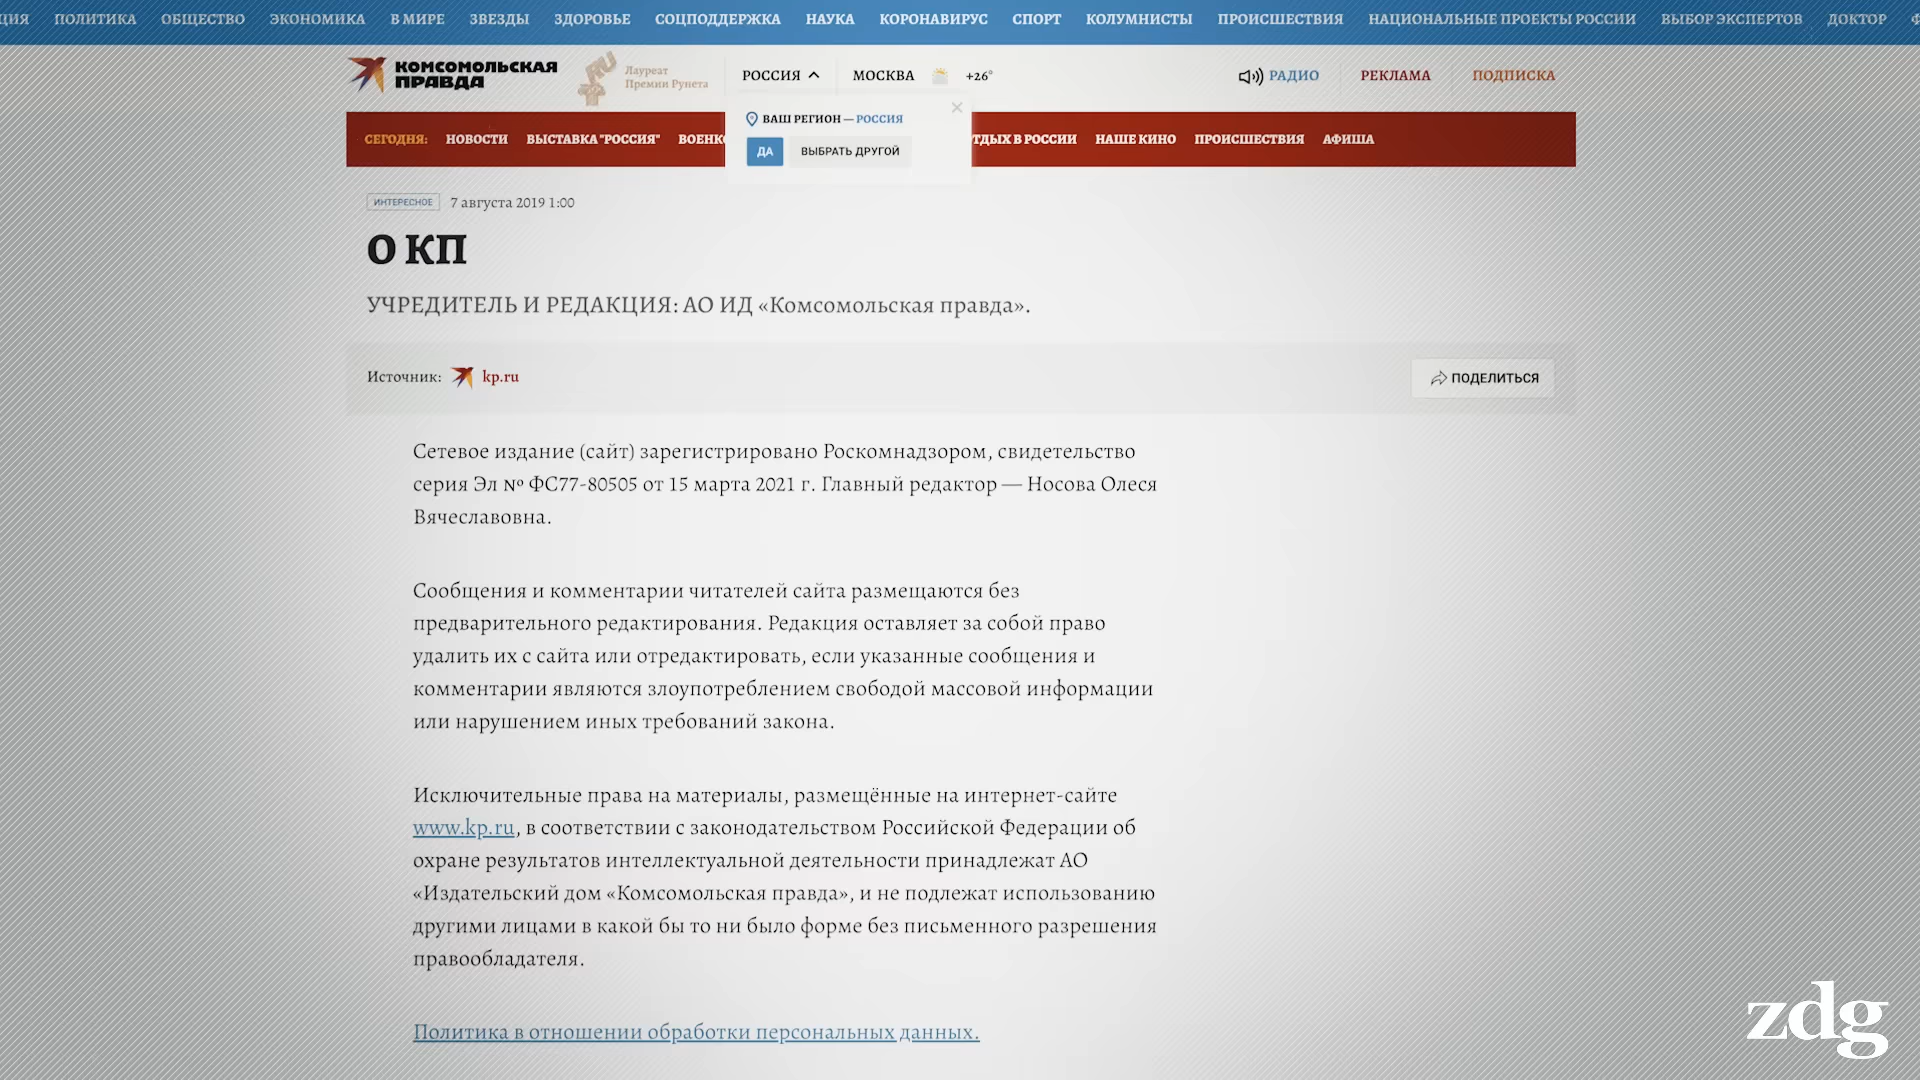 ПОЛИТИКА ОБЩЕСТВО ЭКОНОМИКА В МИРЕ ЗВЕЗДЫ ЗДОРОВЬЕ СОЦПОДДЕРЖКА НАУКА КОРОНАВИРУС СПОРТ КОЛУМНИСТЫ ПРОИСШЕСТВИЯ НАЦИОНАЛЬНЫЕ ПРОЕКТЫ РОССИИ ВЫБОР ЭКСПЕРТОВ ДОКТОР
КОМСОМОЛЬСКАЯ
ПРАВДА
.RU
Лауреат
Премии Рунета
РОССИЯ МОСКВА +26° РАДИО РЕКЛАМА ПОДПИСКА
ВАШ РЕГИОН — РОССИЯ
ДА ВЫБРАТЬ ДРУГОЙ
СЕГОДНЯ: НОВОСТИ ВЫСТАВКА "РОССИЯ" ВОЕНК ТДЫХ В РОССИИ НАШЕ КИНО ПРОИСШЕСТВИЯ АФИША
ИНТЕРЕСНОЕ 7 августа 2019 1:00
О КП
УЧРЕДИТЕЛЬ И РЕДАКЦИЯ: АО ИД «Комсомольская правда».
Источник: kp.ru ПОДЕЛИТЬСЯ
Сетевое издание (сайт) зарегистрировано Роскомнадзором, свидетельство
серия Эл № ФС77-80505 от 15 марта 2021 г. Главный редактор — Носова Олеся
Вячеславовна.
Сообщения и комментарии читателей сайта размещаются без
предварительного редактирования. Редакция оставляет за собой право
удалить их с сайта или отредактировать, если указанные сообщения и
комментарии являются злоупотреблением свободой массовой информации
или нарушением иных требований закона.
Исключительные права на материалы, размещённые на интернет-сайте
www.kp.ru, в соответствии с законодательством Российской Федерации об
охране результатов интеллектуальной деятельности принадлежат АО
«Издательский дом «Комсомольская правда», и не подлежат использованию
другими лицами в какой бы то ни было форме без письменного разрешения
правообладателя.
Политика в отношении обработки персональных данных.
zdg